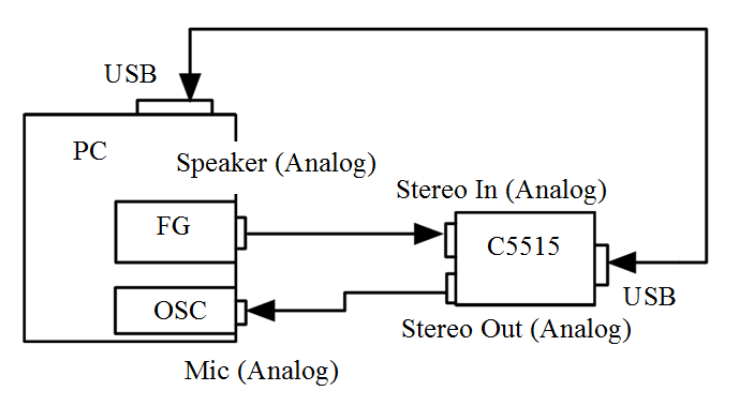 USB
PC
Speaker (Analog)
Stereo In (Analog)
FG
C5515
OSC
USB
Stereo Out (Analog)
Mic (Analog)